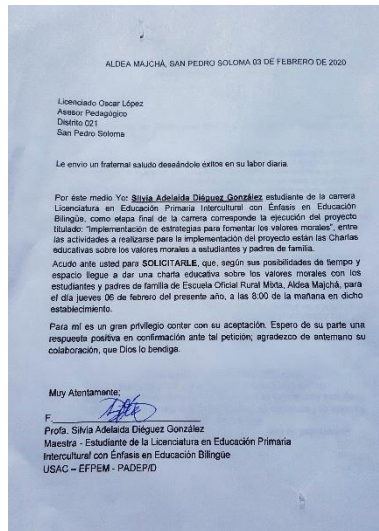 ALDEA MAJCHÁ, SAN PEDRO SOLOMA 03 DE FEBRERO DE 2020
Licenciado Oscar López
Asesor Pedagógico
Distrito 021
San Pedro Soloma
Le envío un fraternal saludo deseándole éxitos en su labor diaria.
Por éste medio Yo: Silvia Adelaida Diéguez González estudiante de la carrera
Licenciatura en Educación Primaria Intercultural con Énfasis en Educación
Bilingüe, como etapa final de la carrera corresponde la ejecución del proyecto
titulado: "Implementación de estrategias para fomentar los valores morales", entre
las actividades a realizarse para la implementación del proyecto están las Charlas
educativas sobre los valores morales a estudiantes y padres de familia.
Acudo ante usted para SOLICITARLE, que, según sus posibilidades de tiempo y
espacio llegue a dar una charla educativa sobre los valores morales con los
estudiantes y padres de familia de Escuela Oficial Rural Mixta, Aldea Majchá, para
el día jueves 06 de febrero del presente año, a las 8:00 de la mañana en dicho
establecimiento.
Para mí es un gran privilegio contar con su aceptación. Espero de su parte una
respuesta positiva en confirmación ante tal petición; agradezco de antemano su
colaboración, que Dios lo bendiga.
Muy Atentamente;
F.
Profa. Silvia Adelaida Diéguez González
Maestra - Estudiante de la Licenciatura en Educación Primaria
Intercultural con Énfasis en Educación Bilingüe
USAC – EFPEM - PADEP/D